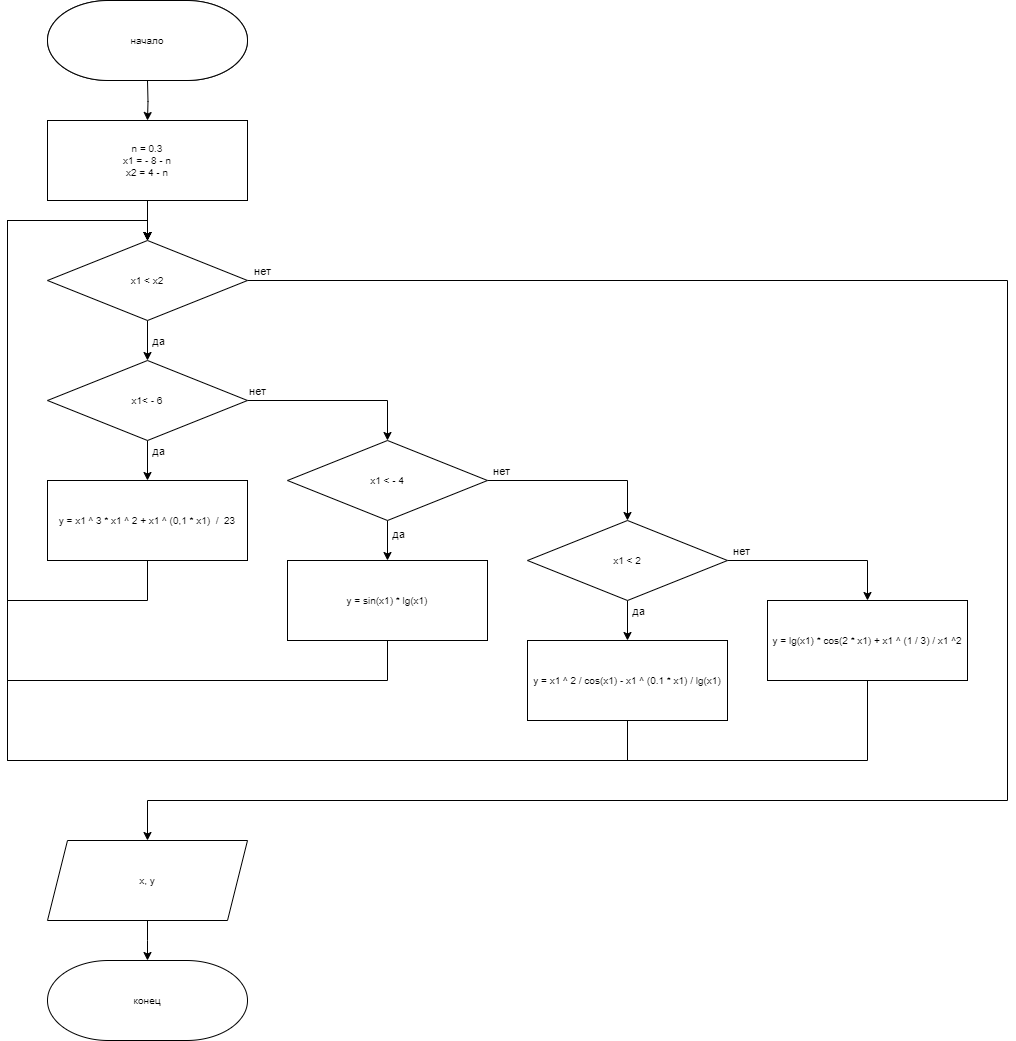 начало
n = 0.3
x1 = - 8 - n
x2 = 4 - n
x1 < x2
нет
да
x1< - 6
нет
да
x1 < - 4
нет
y = x1 ^ 3 * x1 ^ 2 + x1 ^ (0,1 * x1)  /  23
да
x1 < 2
нет
y = sin(x1) * lg(x1)
да
y = lg(x1) * cos(2 * x1) + x1 ^ (1 / 3) / x1 ^2
y = x1 ^ 2 / cos(x1) - x1 ^ (0.1 * x1) / lg(x1)
x, y
конец